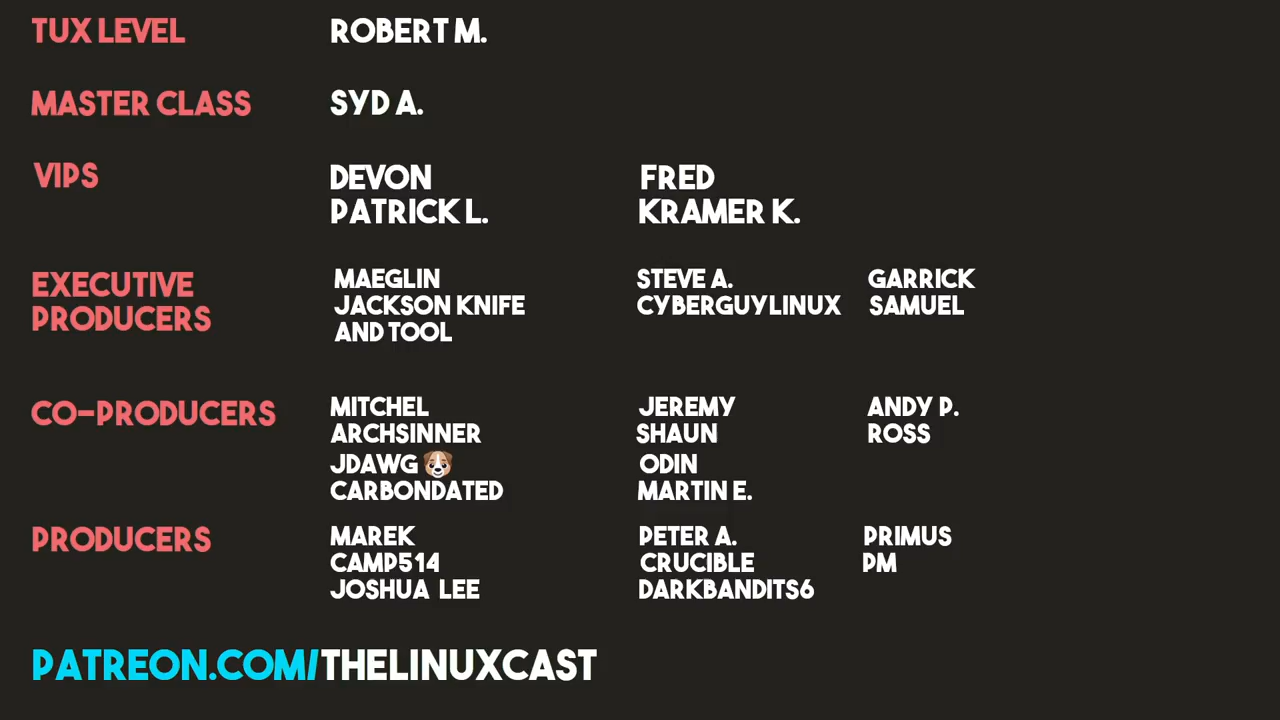 TUX LEVEL ROBERT M.
MASTER CLASS SYD A.
VIPS DEVON FRED
PATRICK L. KRAMER K.
EXECUTIVE MAEGLIN STEVE A. GARRICK
PRODUCERS JACKSON KNIFE CYBERGUYLINUX SAMUEL
AND TOOL
CO-PRODUCERS MITCHEL JEREMY ANDY P.
ARCHSINNER SHAUN ROSS
JDAWG 🐶 ODIN
CARBONDATED MARTIN E.
PRODUCERS MAREK PETER A. PRIMUS
CAMP514 CRUCIBLE PM
JOSHUA LEE DARKBANDITS6
PATREON.COM/THELINUXCAST